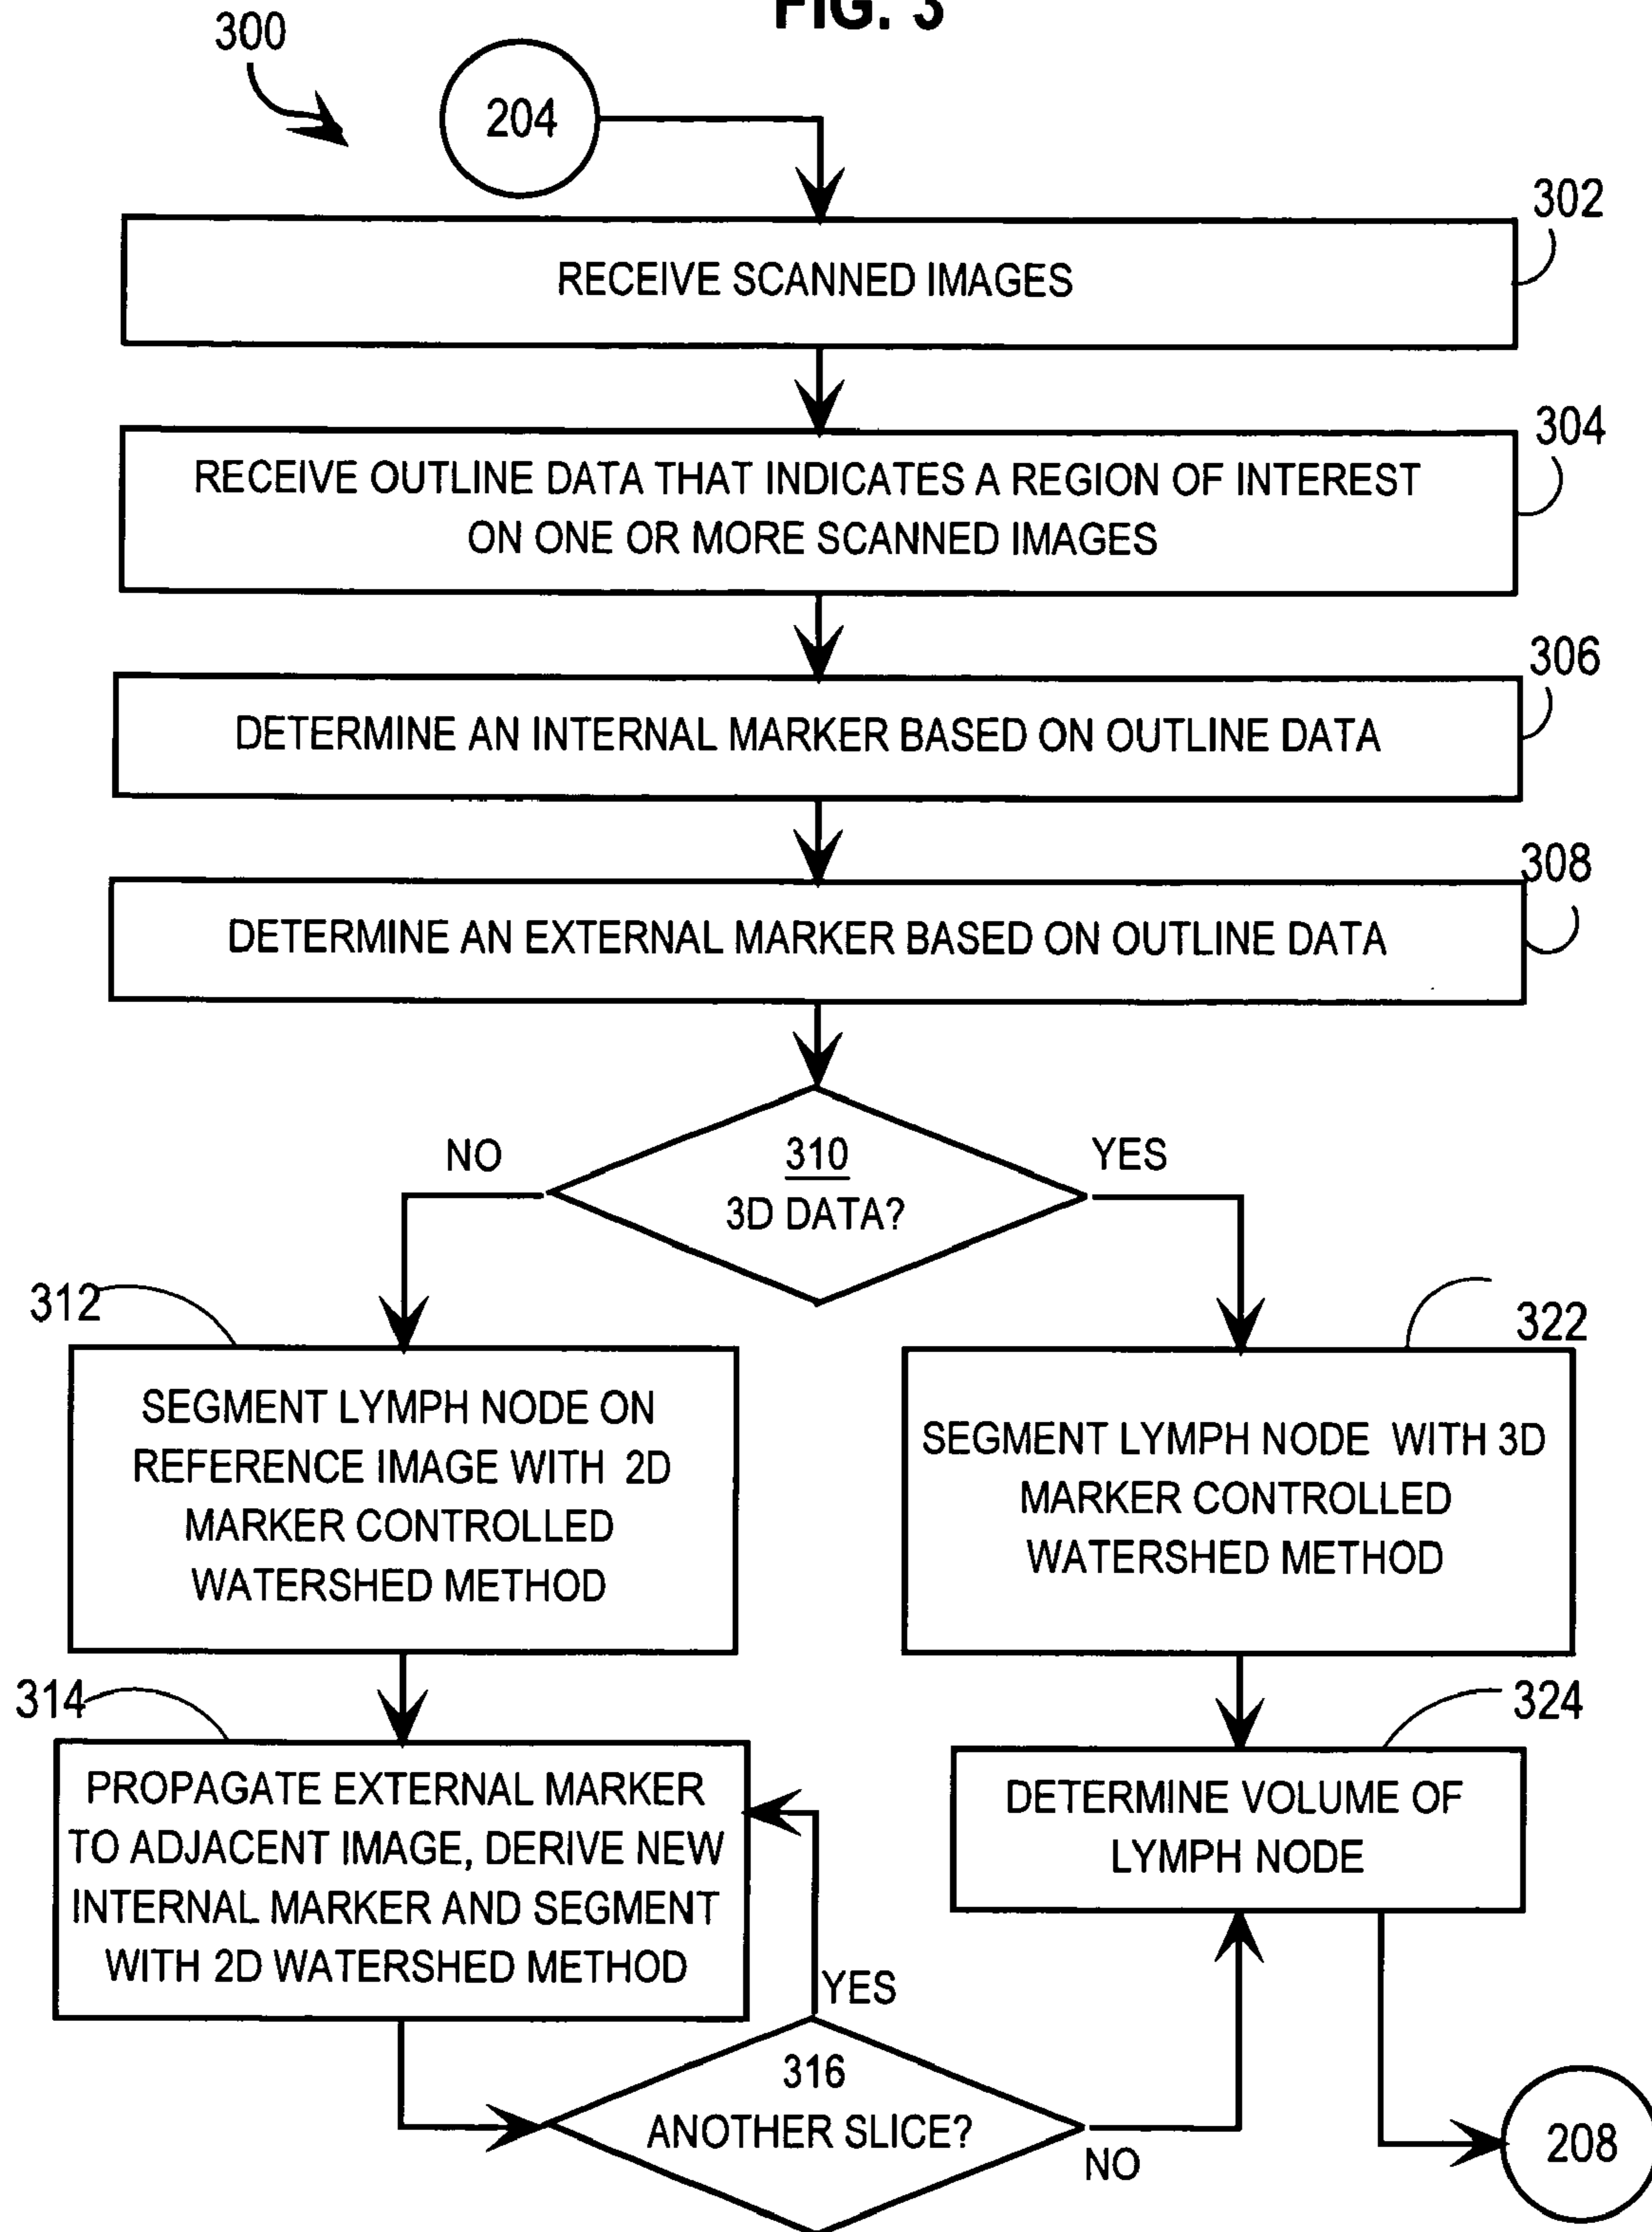 FIG. 3
300
204
302
RECEIVE SCANNED IMAGES
304
RECEIVE OUTLINE DATA THAT INDICATES A REGION OF INTEREST
ON ONE OR MORE SCANNED IMAGES
306
DETERMINE AN INTERNAL MARKER BASED ON OUTLINE DATA
308
DETERMINE AN EXTERNAL MARKER BASED ON OUTLINE DATA
NO
310
YES
3D DATA?
312
SEGMENT LYMPH NODE ON
REFERENCE IMAGE WITH 2D
MARKER CONTROLLED
WATERSHED METHOD
322
SEGMENT LYMPH NODE WITH 3D
MARKER CONTROLLED
WATERSHED METHOD
314
PROPAGATE EXTERNAL MARKER
TO ADJACENT IMAGE, DERIVE NEW
INTERNAL MARKER AND SEGMENT
WITH 2D WATERSHED METHOD
324
DETERMINE VOLUME OF
LYMPH NODE
YES
316
ANOTHER SLICE?
NO
208